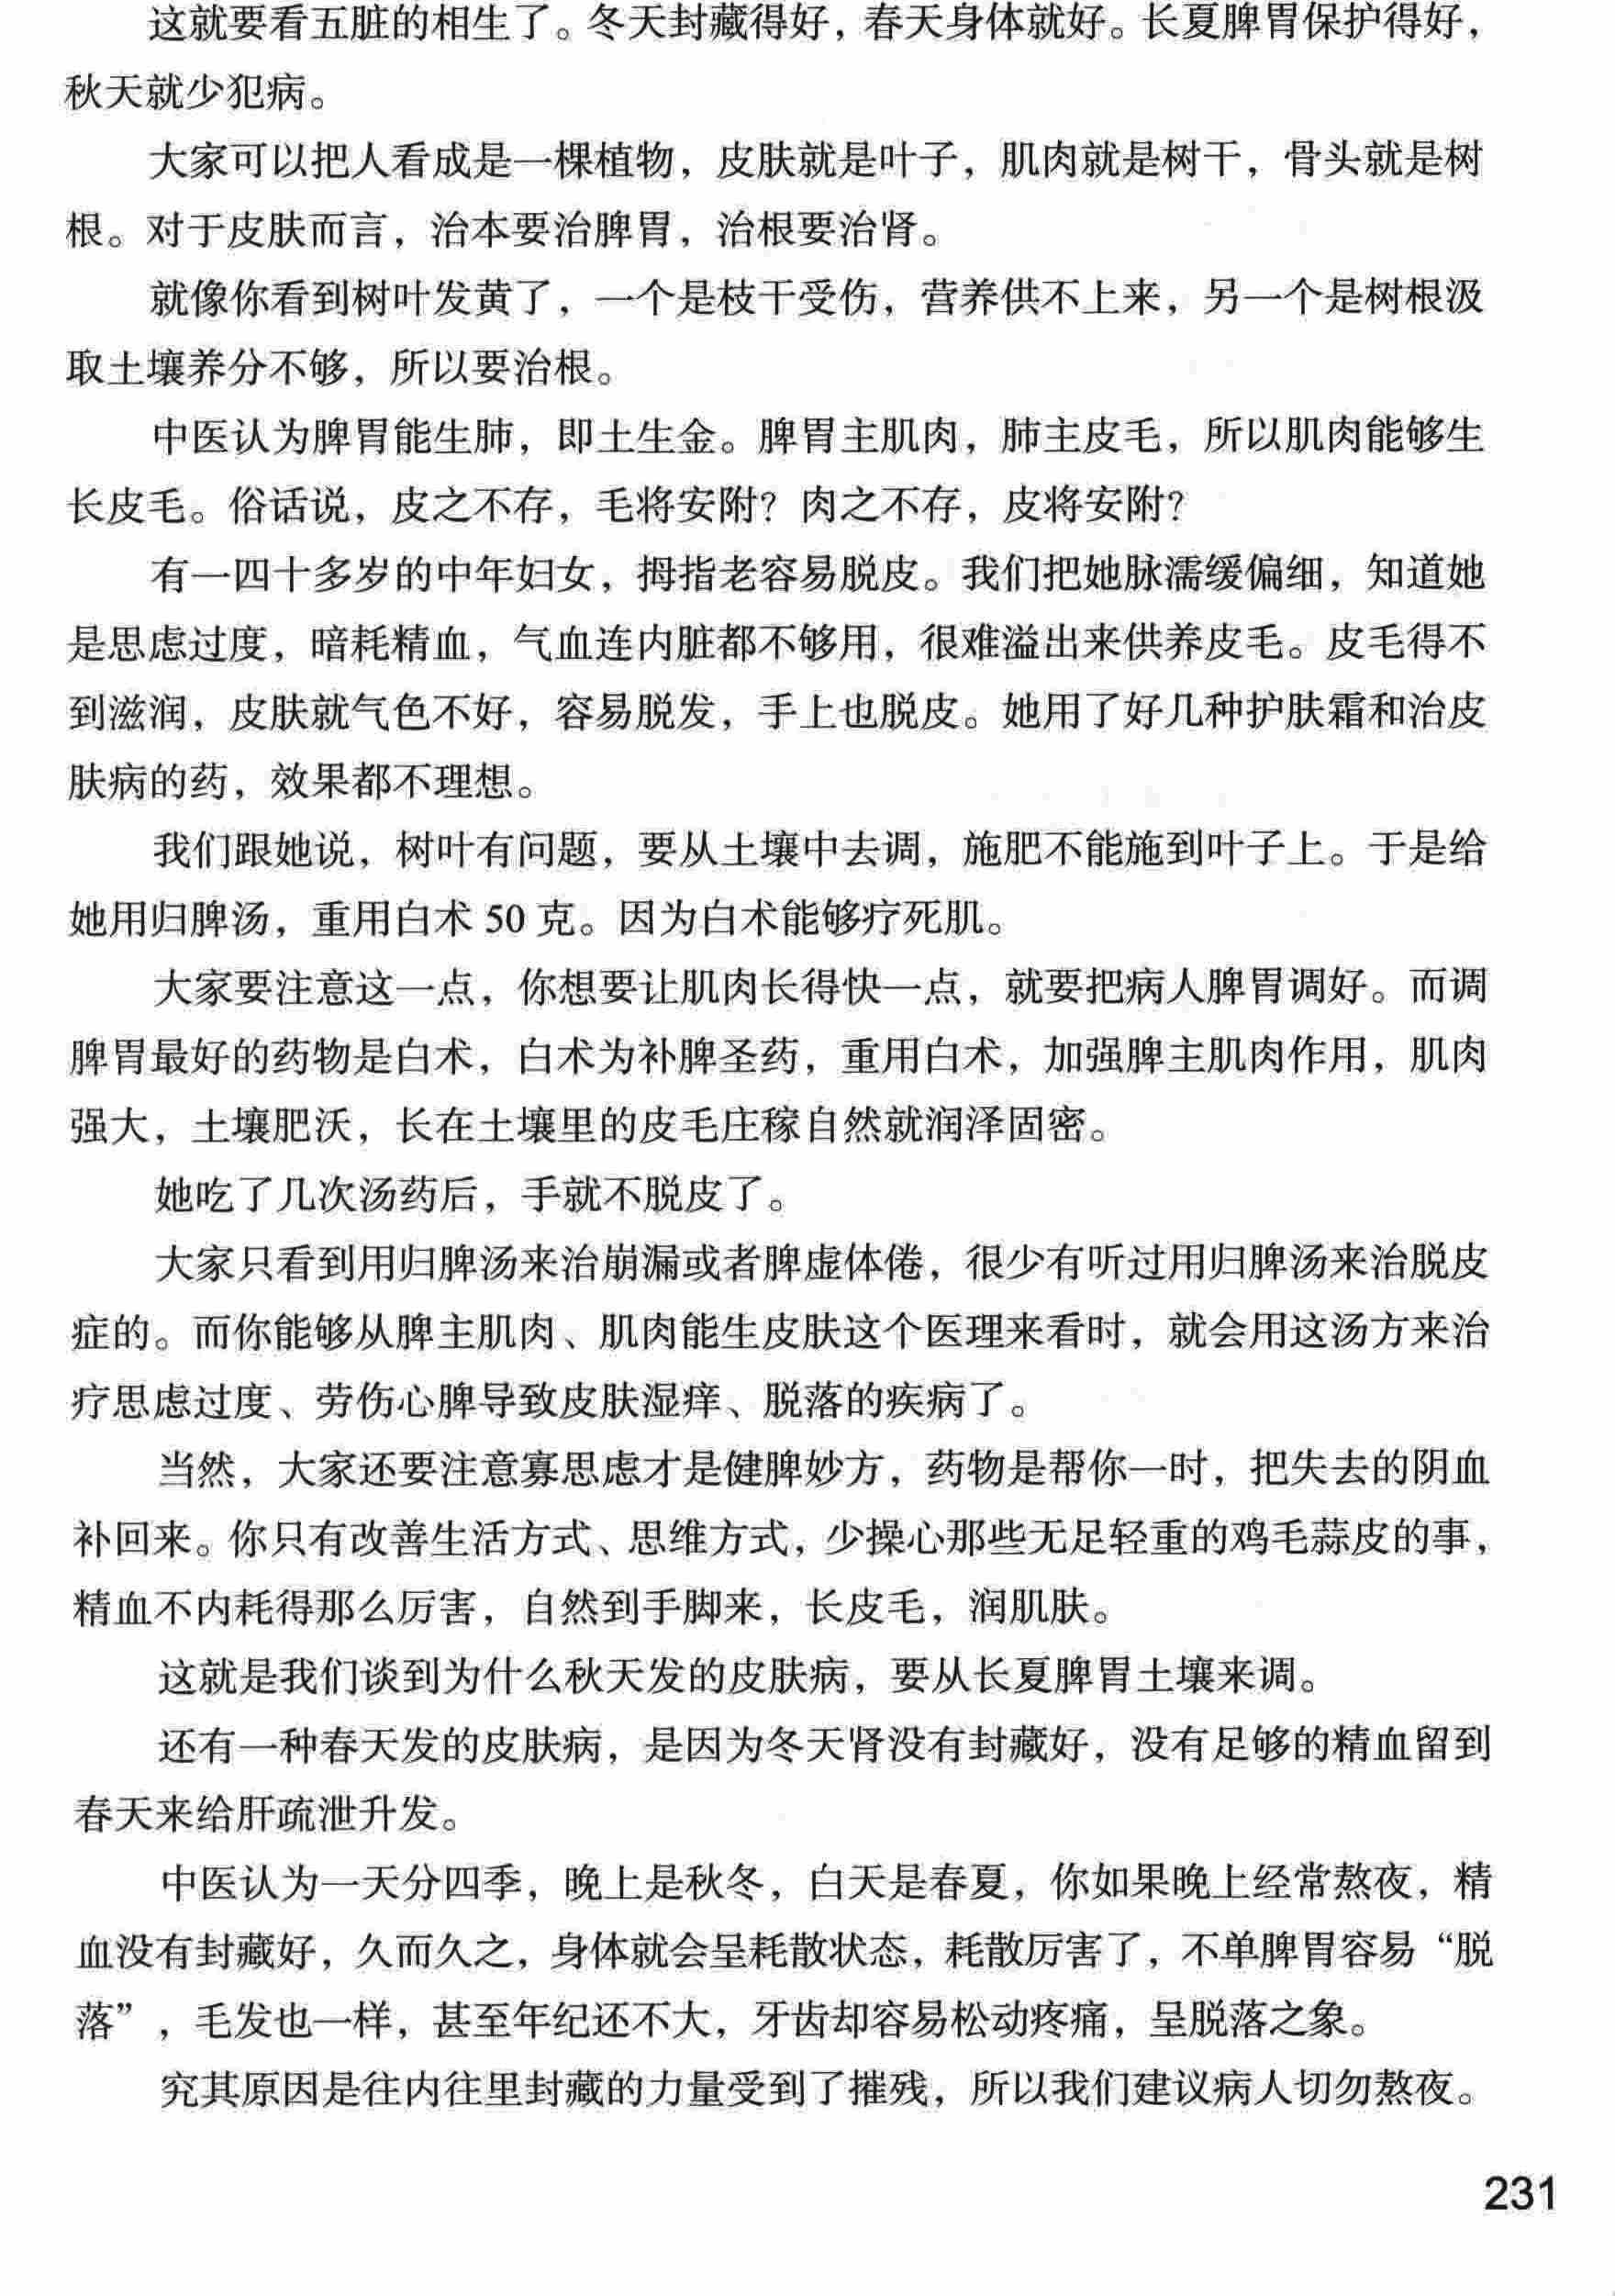 这就要看五脏的相生了。冬天封藏得好，春天身体就好。长夏脾胃保护得好，
秋天就少犯病。
大家可以把人看成是一棵植物，皮肤就是叶子，肌肉就是树干，骨头就是树
根。对于皮肤而言，治本要治脾胃，治根要治肾。
就像你看到树叶发黄了，一个是枝干受伤，营养供不上来，另一个是树根汲
取土壤养分不够，所以要治根。
中医认为脾胃能生肺，即土生金。脾胃主肌肉，肺主皮毛，所以肌肉能够生
长皮毛。俗话说，皮之不存，毛将安附？肉之不存，皮将安附？
有一四十多岁的中年妇女，拇指老容易脱皮。我们把她脉濡缓偏细，知道她
是思虑过度，暗耗精血，气血连内脏都不够用，很难溢出来供养皮毛。皮毛得不
到滋润，皮肤就气色不好，容易脱发，手上也脱皮。她用了好几种护肤霜和治皮
肤病的药，效果都不理想。
我们跟她说，树叶有问题，要从土壤中去调，施肥不能施到叶子上。于是给
她用归脾汤，重用白术 50 克。因为白术能够疗死肌。
大家要注意这一点，你想要让肌肉长得快一点，就要把病人脾胃调好。而调
脾胃最好的药物是白术，白术为补脾圣药，重用白术，加强脾主肌肉作用，肌肉
强大，土壤肥沃，长在土壤里的皮毛庄稼自然就润泽固密。
她吃了几次汤药后，手就不脱皮了。
大家只看到用归脾汤来治崩漏或者脾虚体倦，很少有听过用归脾汤来治脱皮
症的。而你能够从脾主肌肉、肌肉能生皮肤这个医理来看时，就会用这汤方来治
疗思虑过度、劳伤心脾导致皮肤湿痒、脱落的疾病了。
当然，大家还要注意寡思虑才是健脾妙方，药物是帮你一时，把失去的阴血
补回来。你只有改善生活方式、思维方式，少操心那些无足轻重的鸡毛蒜皮的事，
精血不内耗得那么厉害，自然到手脚来，长皮毛，润肌肤。
这就是我们谈到为什么秋天发的皮肤病，要从长夏脾胃土壤来调。
还有一种春天发的皮肤病，是因为冬天肾没有封藏好，没有足够的精血留到
春天来给肝疏泄升发。
中医认为一天分四季，晚上是秋冬，白天是春夏，你如果晚上经常熬夜，精
血没有封藏好，久而久之，身体就会呈耗散状态，耗散厉害了，不单脾胃容易“脱
落”，毛发也一样，甚至年纪还不大，牙齿却容易松动疼痛，呈脱落之象。
究其原因是往内往里封藏的力量受到了摧残，所以我们建议病人切勿熬夜。
231